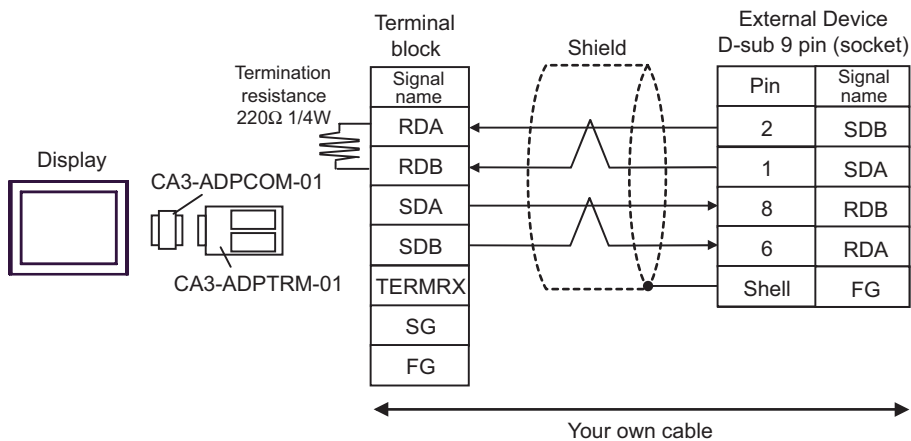 Terminal
block
Shield
External Device
D-sub 9 pin (socket)
Termination
resistance
220Ω 1/4W
Signal
name
Pin
Signal
name
RDA
2
SDB
RDB
1
SDA
Display
CA3-ADPCOM-01
SDA
8
RDB
SDB
6
RDA
CA3-ADPTRM-01
TERMRX
Shell
FG
SG
FG
Your own cable